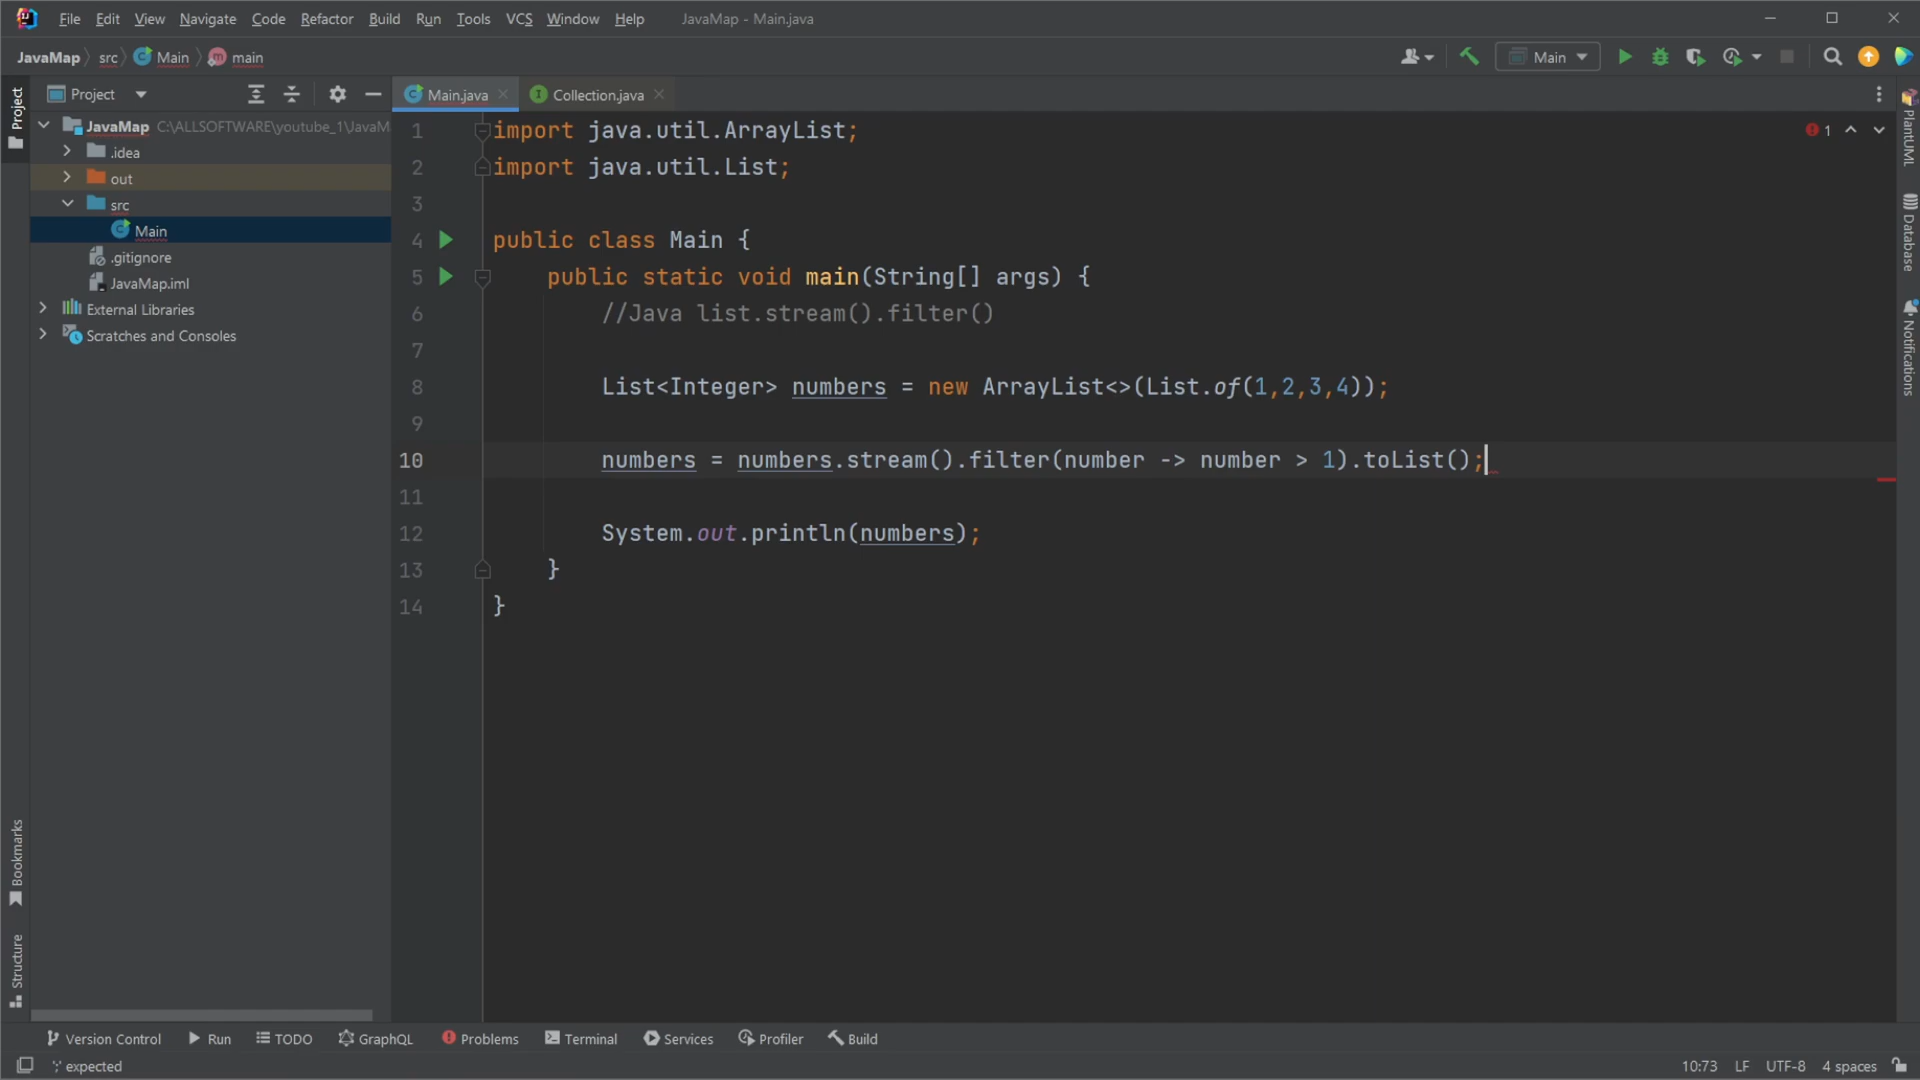 File Edit View Navigate Code Refactor Build Run Tools VCS Window Help JavaMap - Main.java
JavaMap src Main main Main
Project
Project
JavaMap C:\ALLSOFTWARE\youtube_1\JavaM
.idea
out
src
Main
.gitignore
JavaMap.iml
External Libraries
Scratches and Consoles
Main.java Collection.java
1
1 import java.util.ArrayList;
2 import java.util.List;
3
4 public class Main {
5 public static void main(String[] args) {
6 //Java list.stream().filter()
7
8 List<Integer> numbers = new ArrayList<>(List.of(1,2,3,4));
9
10 numbers = numbers.stream().filter(number -> number > 1).toList();
11
12 System.out.println(numbers);
13 }
14 }
PlantUML
Database
Notifications
Bookmarks
Structure
Version Control Run TODO GraphQL Problems Terminal Services Profiler Build
';' expected 10:73 LF UTF-8 4 spaces